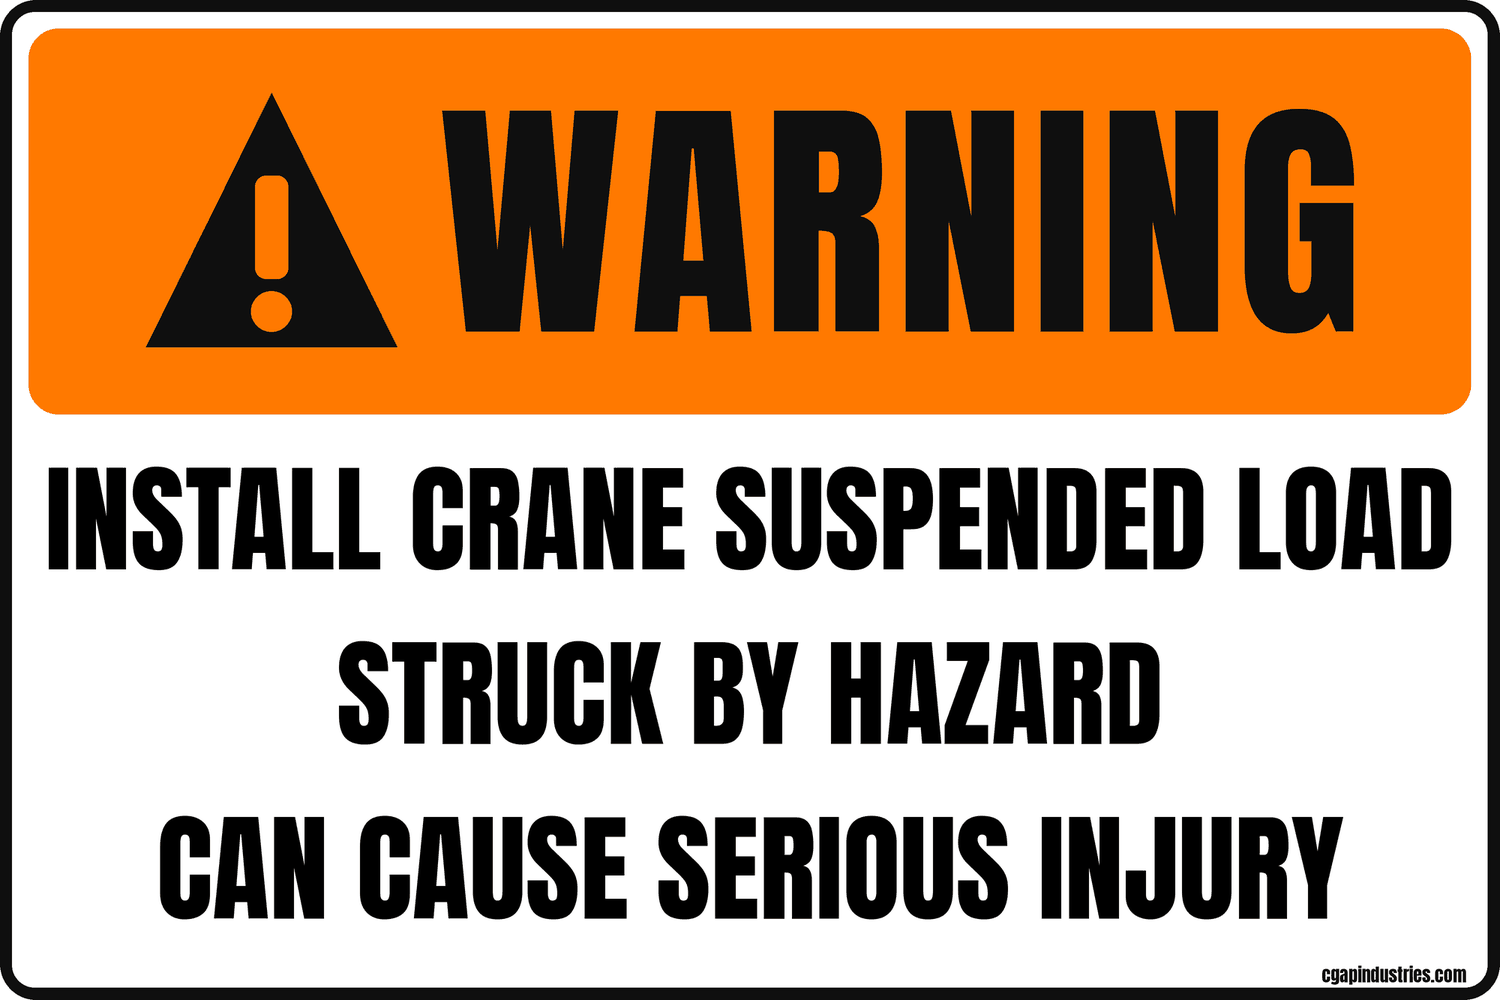 WARNING
INSTALL CRANE SUSPENDED LOAD
STRUCK BY HAZARD
CAN CAUSE SERIOUS INJURY
cgapindustries.com